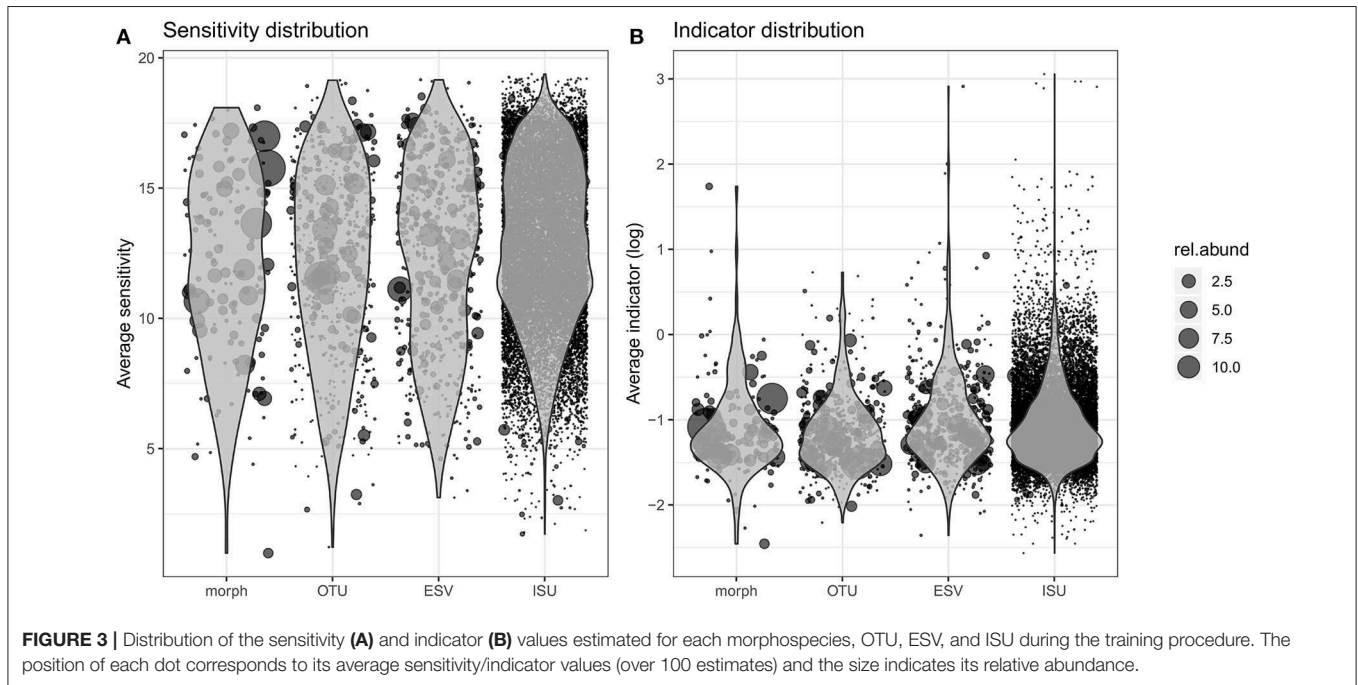 A Sensitivity distribution
Average sensitivity
20
15
10
5
morph OTU ESV ISU
B Indicator distribution
Average indicator (log)
3
2
1
0
−1
−2
morph OTU ESV ISU
rel.abund
2.5
5.0
7.5
10.0
FIGURE 3 | Distribution of the sensitivity (A) and indicator (B) values estimated for each morphospecies, OTU, ESV, and ISU during the training procedure. The
position of each dot corresponds to its average sensitivity/indicator values (over 100 estimates) and the size indicates its relative abundance.